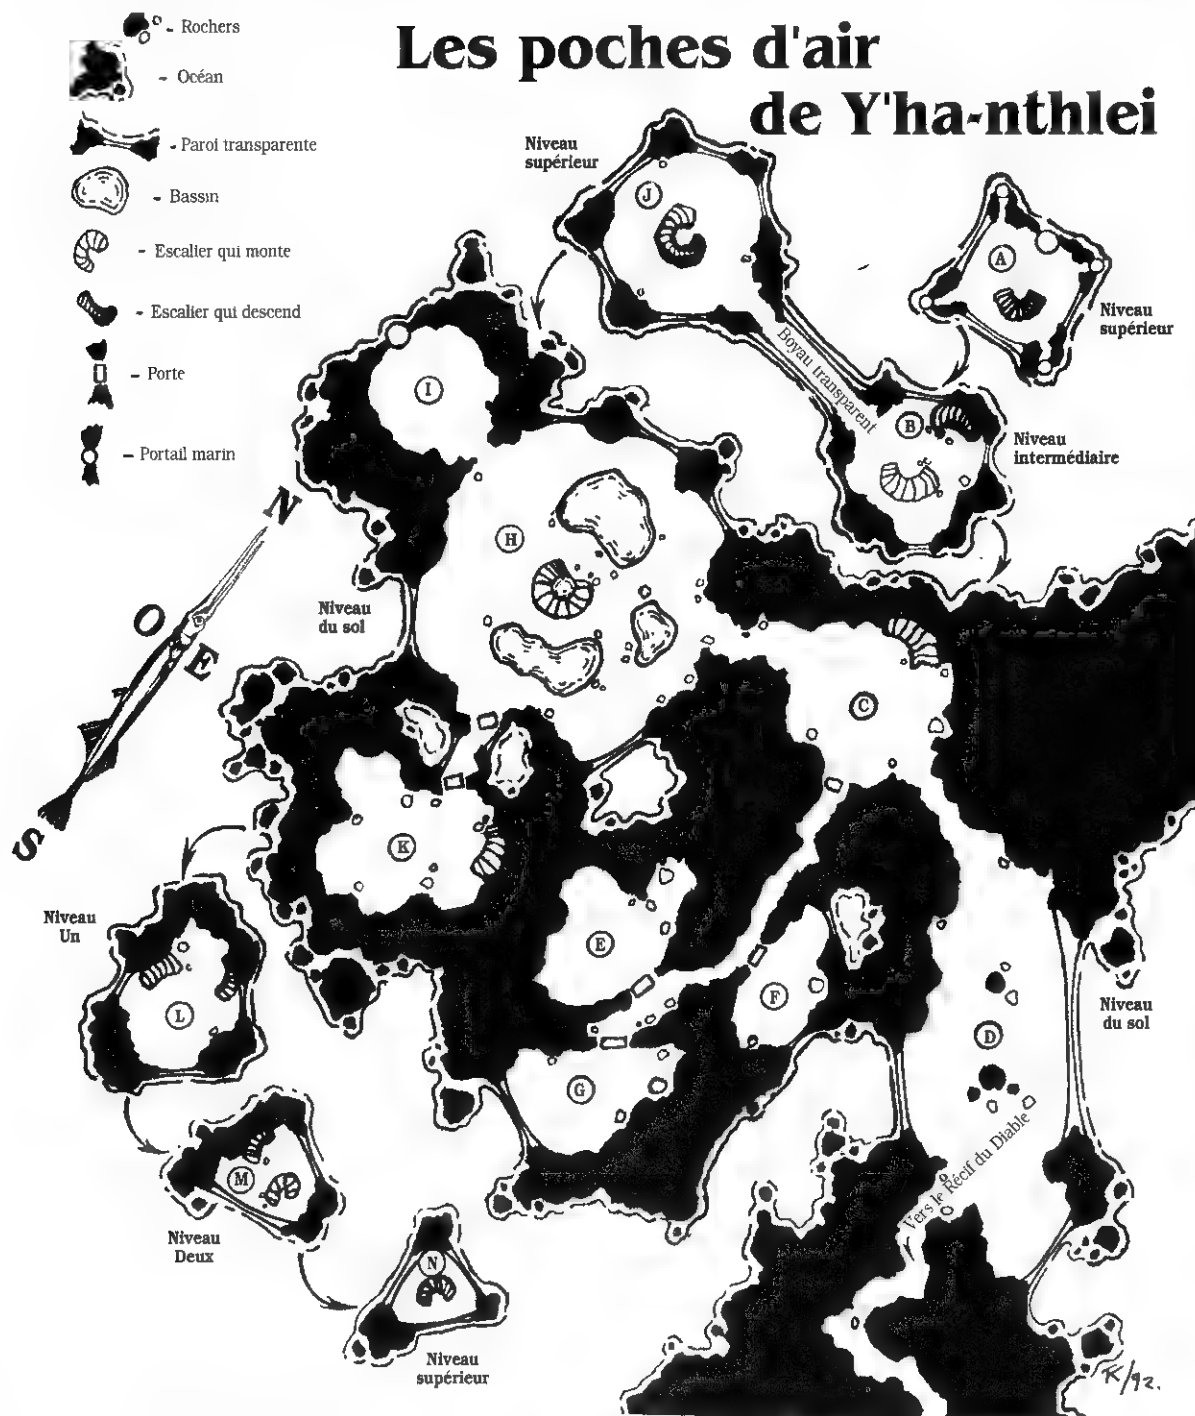 Les poches d'air
de Y'ha-nthlei
- Rochers
- Océan
- Paroi transparente
- Bassin
- Escalier qui monte
- Escalier qui descend
- Porte
- Portail marin
N
O
E
S
Niveau
supérieur
J
A
Niveau
supérieur
Boyau transparent
B
Niveau
intermédiaire
I
H
Niveau
du sol
C
K
E
F
G
D
Niveau
du sol
Vers le Récif du Diable
Niveau
Un
L
M
Niveau
Deux
N
Niveau
supérieur
TK/92.